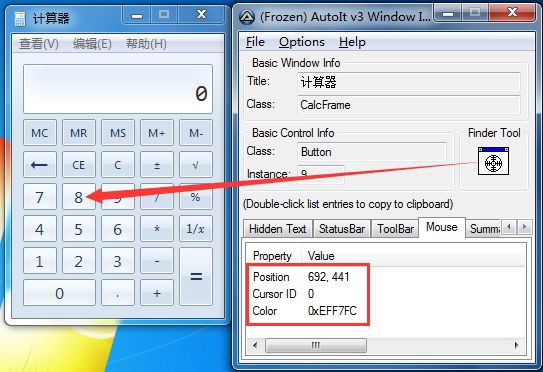 计算器
查看(V) 编辑(E) 帮助(H)
0
MC MR MS M+ M-
← CE C ± √
7 8 9 / %
4 5 6 * 1/x
1 2 3 - =
0 . +
(Frozen) AutoIt v3 Window I...
File Options Help
Basic Window Info
Title: 计算器
Class: CalcFrame
Basic Control Info
Class: Button
Instance: 9
Finder Tool
(Double-click list entries to copy to clipboard)
Hidden Text StatusBar ToolBar Mouse Summa
Property Value
Position 692, 441
Cursor ID 0
Color 0xEFF7FC